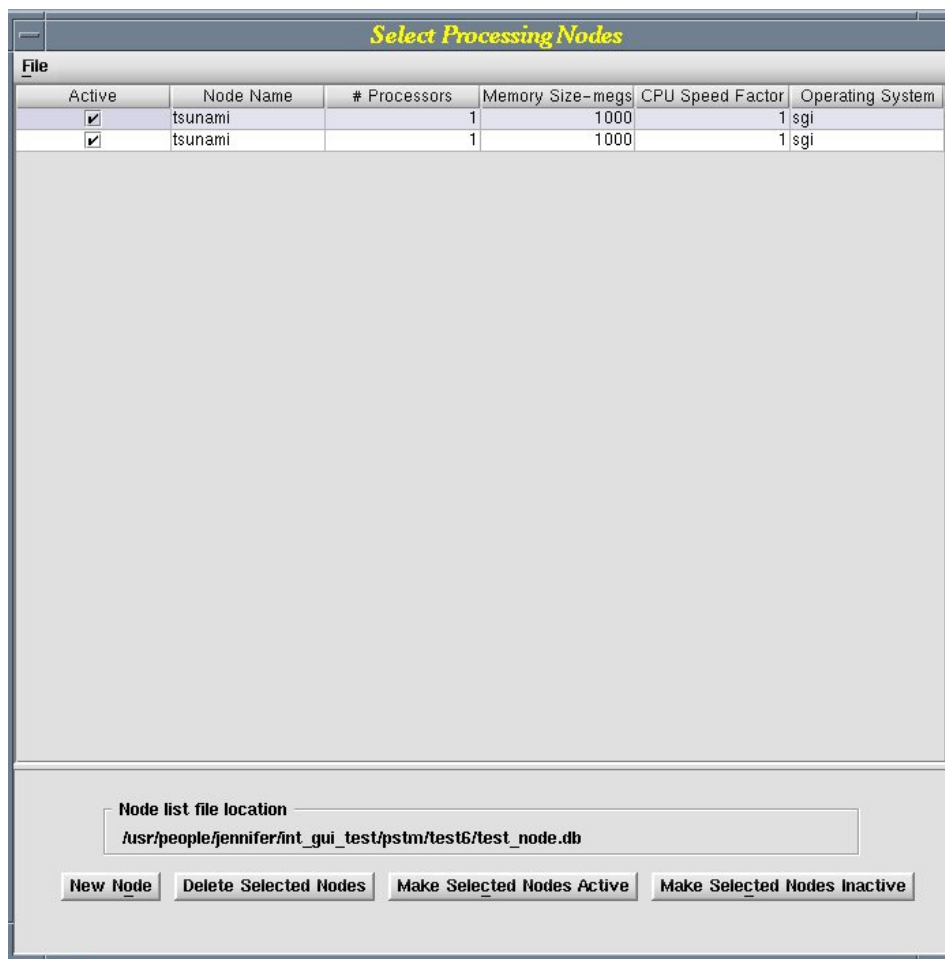 Select Processing Nodes
File
Active Node Name # Processors Memory Size-megs CPU Speed Factor Operating System
tsunami 1 1000 1 sgi
tsunami 1 1000 1 sgi
Node list file location
/usr/people/jennifer/int_gui_test/pstm/test6/test_node.db
New Node Delete Selected Nodes Make Selected Nodes Active Make Selected Nodes Inactive